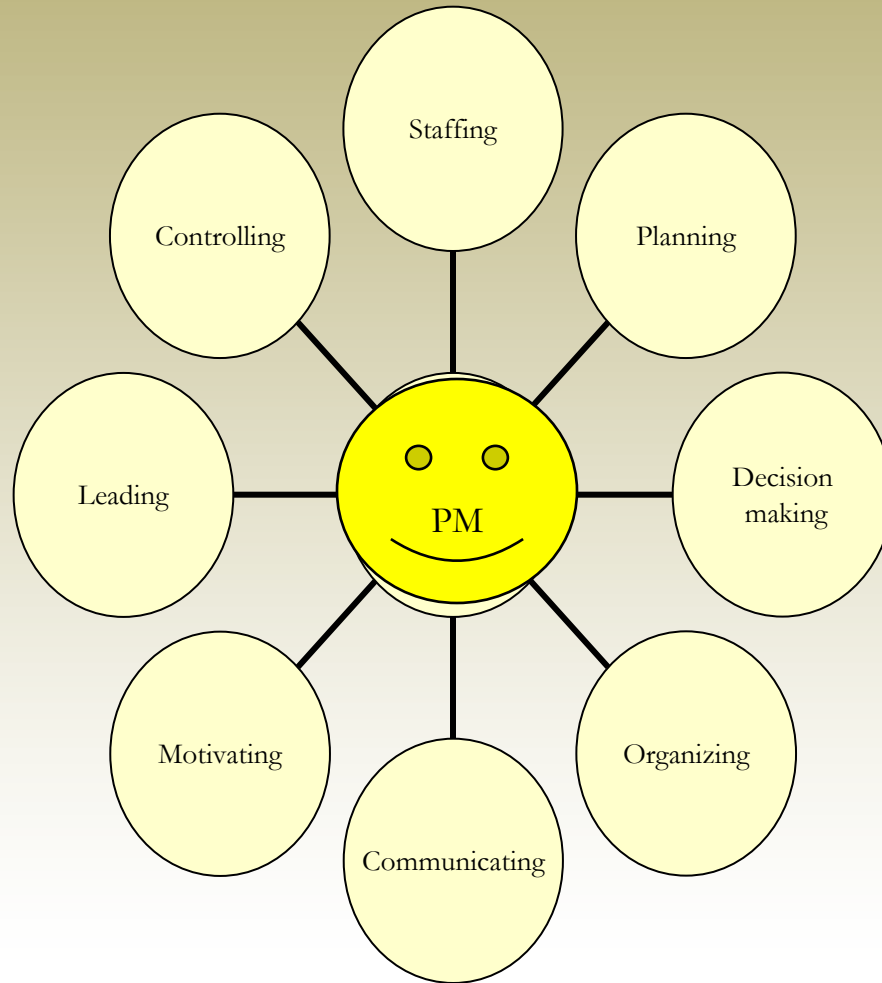 Staffing
Controlling
Planning
Leading
PM
Decision
making
Motivating
Organizing
Communicating